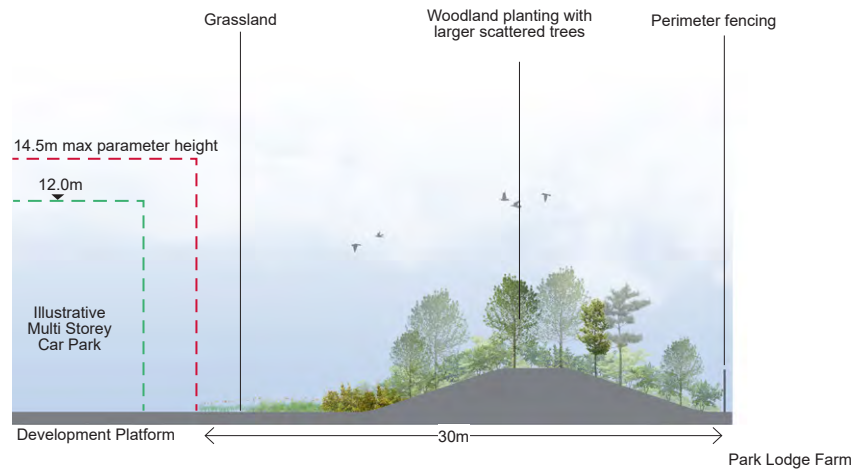 Grassland
Woodland planting with
larger scattered trees
Perimeter fencing
14.5m max parameter height
12.0m
Illustrative
Multi Storey
Car Park
Development Platform
30m
Park Lodge Farm